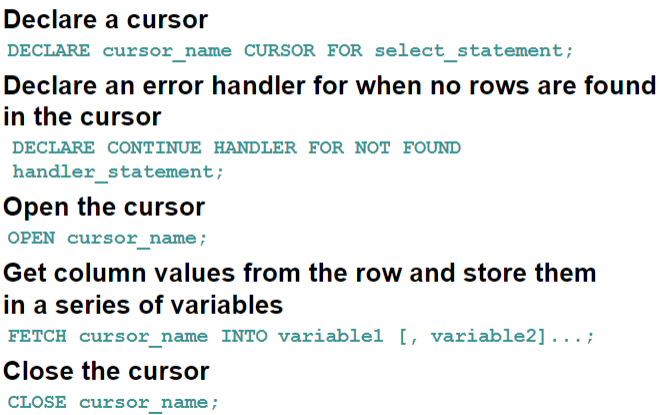 Declare a cursor
DECLARE cursor_name CURSOR FOR select_statement;
Declare an error handler for when no rows are found
in the cursor
DECLARE CONTINUE HANDLER FOR NOT FOUND
handler_statement;
Open the cursor
OPEN cursor_name;
Get column values from the row and store them
in a series of variables
FETCH cursor_name INTO variable1 [, variable2]...;
Close the cursor
CLOSE cursor_name;